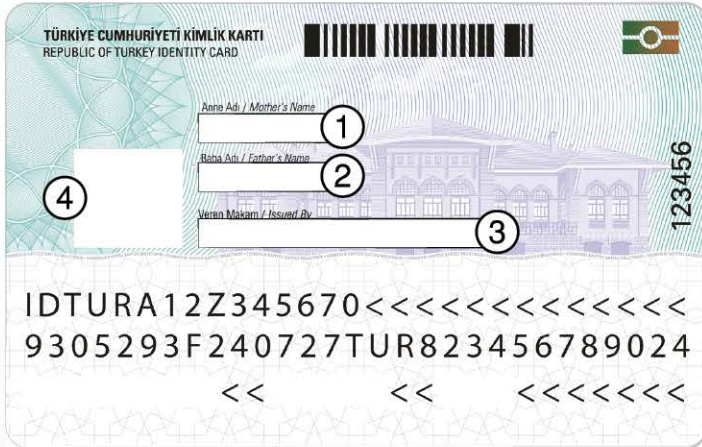 TÜRKİYE CUMHURİYETİ KİMLİK KARTI
REPUBLIC OF TURKEY IDENTITY CARD
Anne Adı / Mother's Name
1
Baba Adı / Father's Name
2
4
Veren Makam / Issued By
3
123456
IDTURA12Z345670<<<<<<<<<<<<<<<
9305293F240727TUR823456789024
<< << <<<<<<<